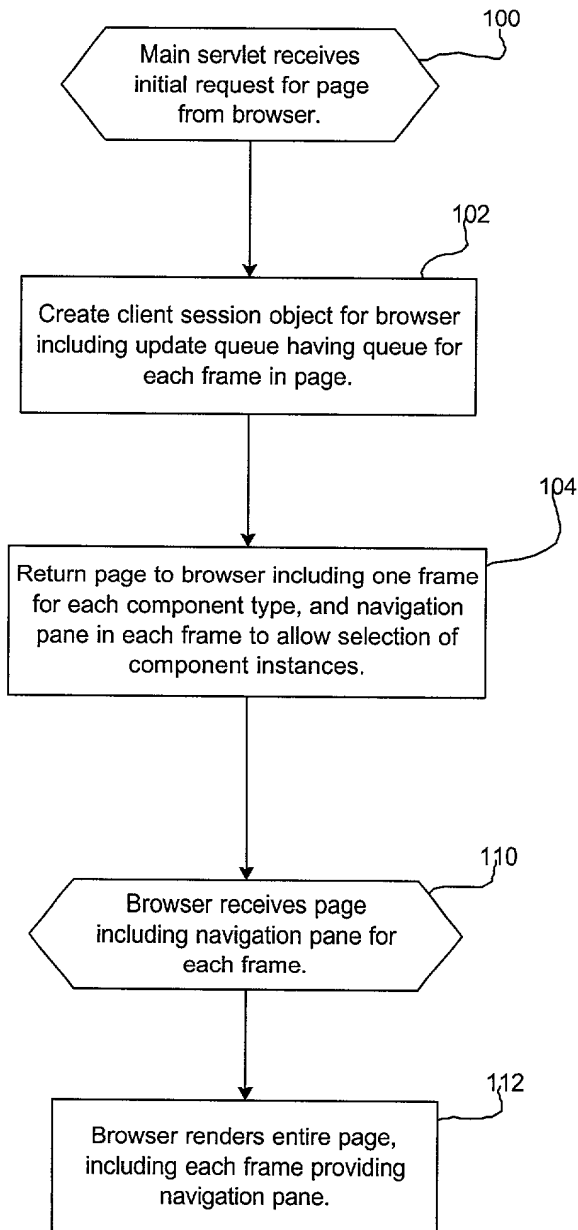 100
Main servlet receives
initial request for page
from browser.
102
Create client session object for browser
including update queue having queue for
each frame in page.
104
Return page to browser including one frame
for each component type, and navigation
pane in each frame to allow selection of
component instances.
110
Browser receives page
including navigation pane for
each frame.
112
Browser renders entire page,
including each frame providing
navigation pane.